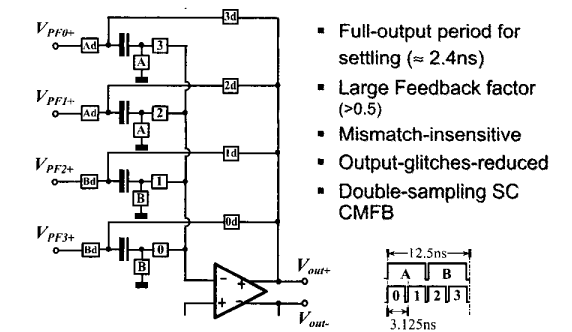 3d
V_PF0+
Ad
3
A
2d
V_PF1+
Ad
2
A
1d
V_PF2+
Bd
1
B
0d
V_PF3+
Bd
0
B
- +
+ -
V_out+
V_out-
▪ Full-output period for
settling (≈ 2.4ns)
▪ Large Feedback factor
(>0.5)
▪ Mismatch-insensitive
▪ Output-glitches-reduced
▪ Double-sampling SC
CMFB
12.5ns
A B
0 1 2 3
3.125ns